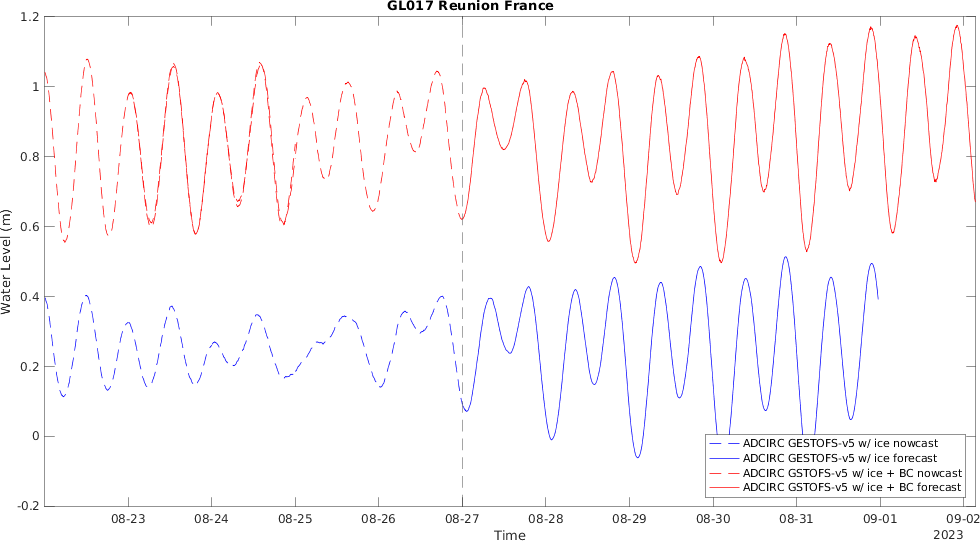 GL017 Reunion France
1.2
1
0.8
0.6
0.4
0.2
0
-0.2
Water Level (m)
ADCIRC GESTOFS-v5 w/ ice nowcast
ADCIRC GESTOFS-v5 w/ ice forecast
ADCIRC GSTOFS-v5 w/ ice + BC nowcast
ADCIRC GSTOFS-v5 w/ ice + BC forecast
08-23 08-24 08-25 08-26 08-27 08-28 08-29 08-30 08-31 09-01 09-02
Time
2023